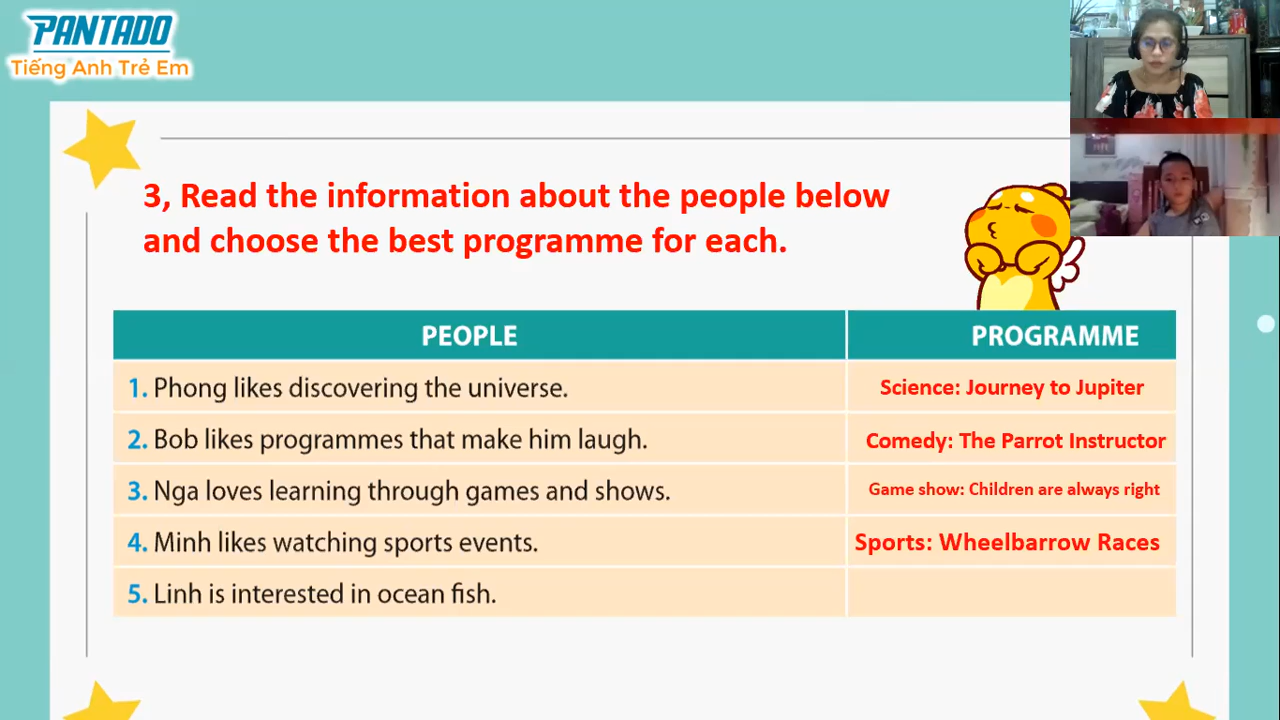 PANTADO
Tiếng Anh Trẻ Em
3, Read the information about the people below
and choose the best programme for each.
PEOPLE PROGRAMME
1. Phong likes discovering the universe. Science: Journey to Jupiter
2. Bob likes programmes that make him laugh. Comedy: The Parrot Instructor
3. Nga loves learning through games and shows. Game show: Children are always right
4. Minh likes watching sports events. Sports: Wheelbarrow Races
5. Linh is interested in ocean fish.